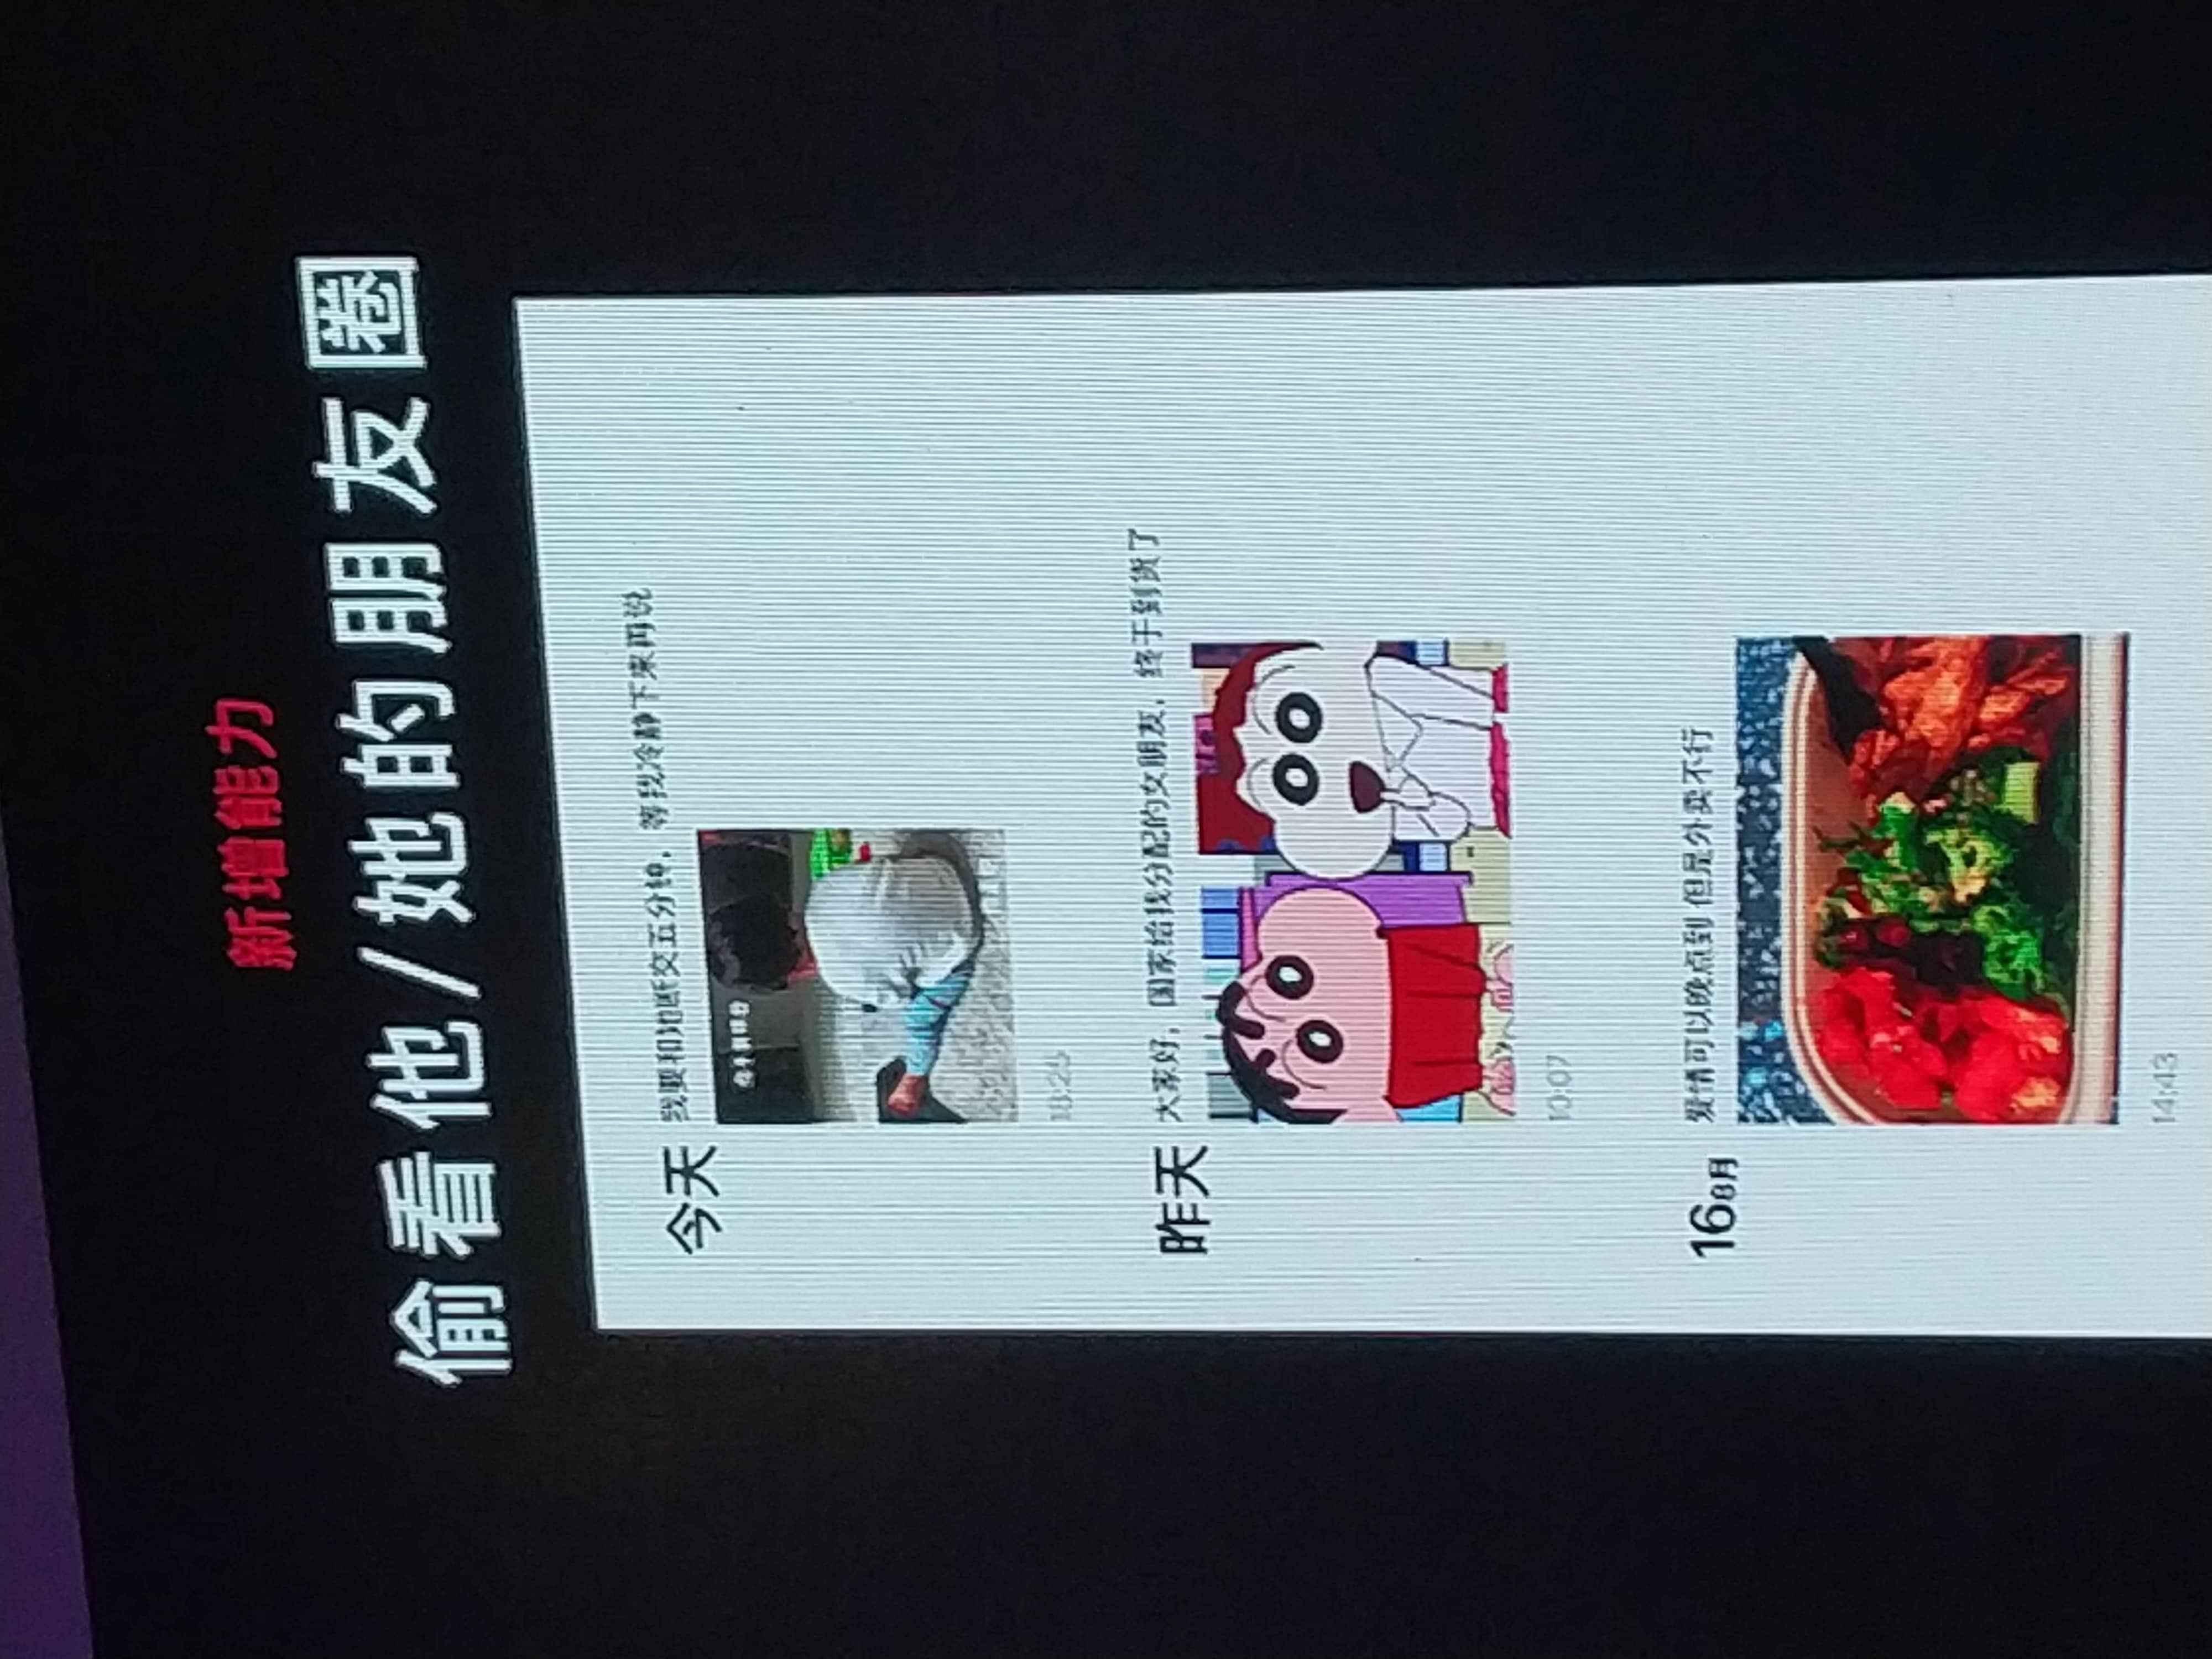 新增能力
偷看他/她的朋友圈
今天
我要和她断交五分钟，等我冷静下来再说
18:25
昨天
大家好，国家给我分配的女朋友，终于到货了
10:07
16 8月
爱情可以晚点到 但是外卖不行
14:43